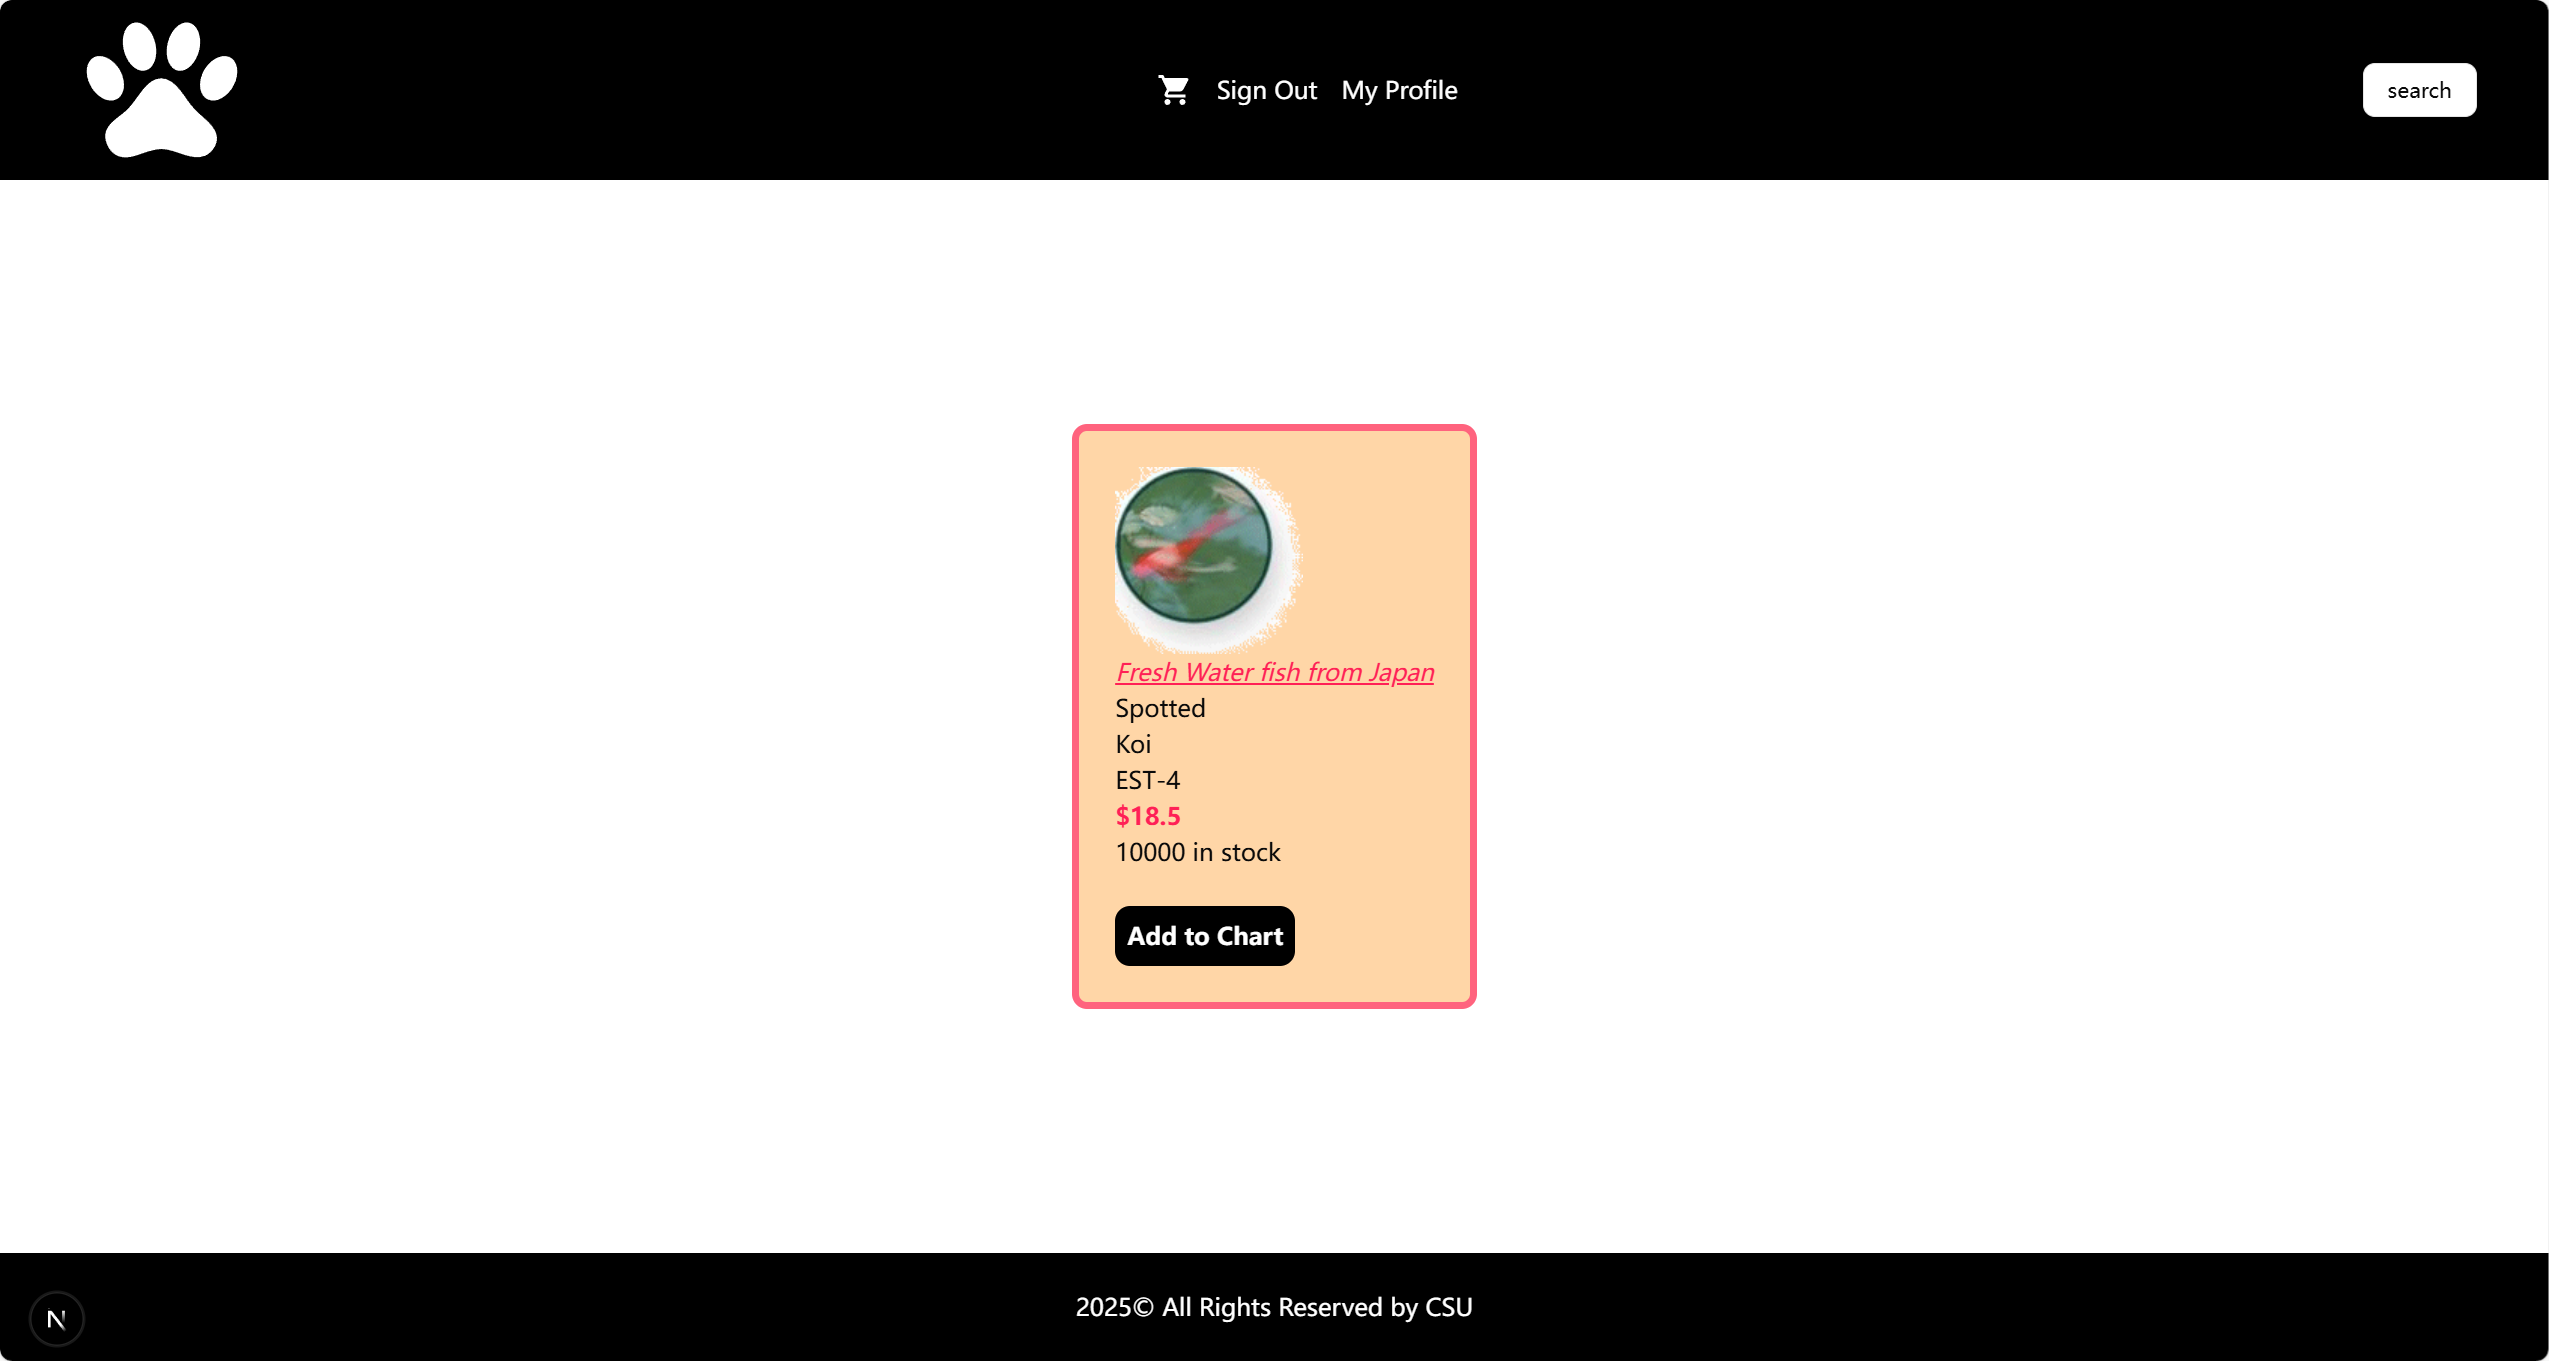 Sign Out My Profile
search
Fresh Water fish from Japan
Spotted
Koi
EST-4
$18.5
10000 in stock
Add to Chart
2025© All Rights Reserved by CSU
N